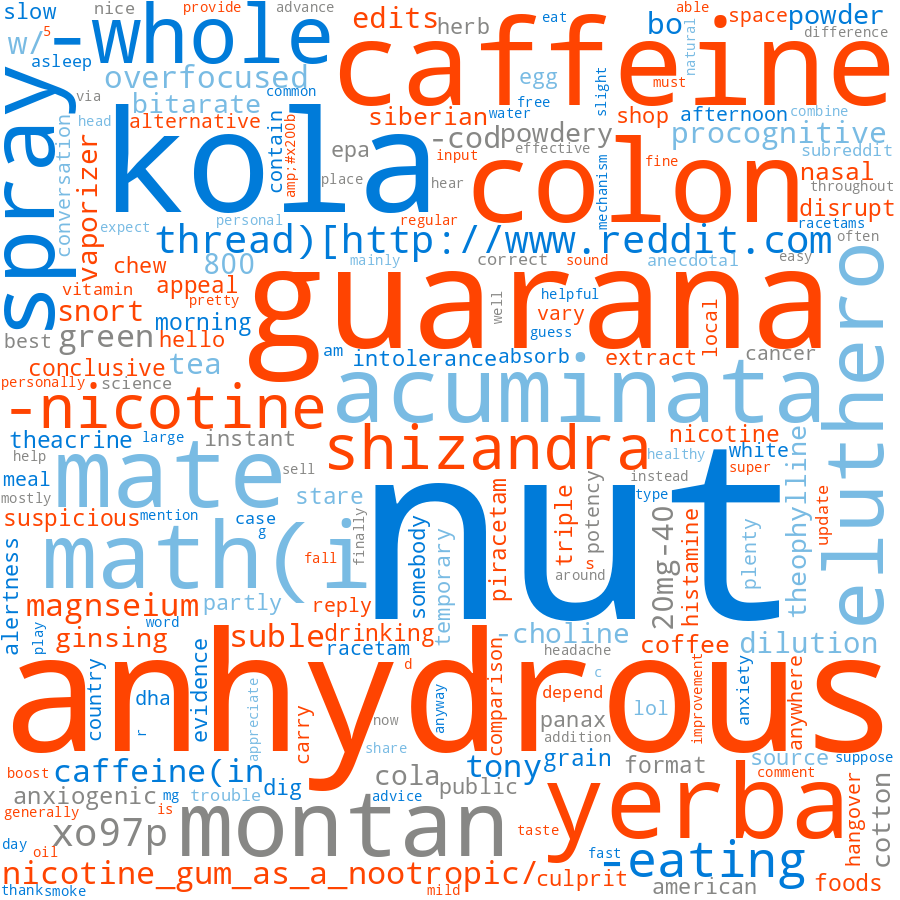 slow
nice
provide
advance
able
eat
5
-whole
caffeine
edits
herb
bo
space
powder
difference
w/
asleep
spray
overfocused
egg
natural
via
common
must
bitarate
free
slight
head
alternative
kola
contain
amp;#x200b
siberian
water
shop
afternoon
combine
-cod
powdery
procognitive
effective
conversation
vaporizer
epa
input
colon
mechanism
fine
subreddit
place
hear
nasal
throughout
expect
personal
regular
disrupt
racetams
thread)[http://www.reddit.com
often
800
chew
mainly
correct
sound
anecdotal
easy
vitamin
appeal
guarana
pretty
helpful
well
snort
morning
vary
local
eluthero
best
green
hello
guess
am
intolerance
absorb
extract
cancer
conclusive
tea
personally
science
acuminata
-nicotine
theacrine
large
instant
shizandra
nicotine
theophylline
help
mate
sell
white
healthy
super
meal
nut
instead
mostly
stare
type
suspicious
mention
case
g
finally
piracetam
triple
potency
20mg-40
histamine
plenty
update
math(i
fall
somebody
temporary
s
around
alertness
magnseium
partly
reply
word
play
ginsing
suble
drinking
-choline
coffee
dilution
racetam
comparison
headache
anhydrous
country
dha
evidence
appreciate
d
c
depend
improvement
anxiety
anywhere
r
carry
now
anyway
lol
panax
share
addition
boost
caffeine(in
dig
cola
tony
grain
format
source
suppose
comment
anxiogenic
mg
trouble
advice
public
yerba
hangover
cotton
generally
is
xo97p
montan
taste
day
oil
fast
-eating
nicotine_gum_as_a_nootropic/
culprit
american
foods
thank
smoke
mild